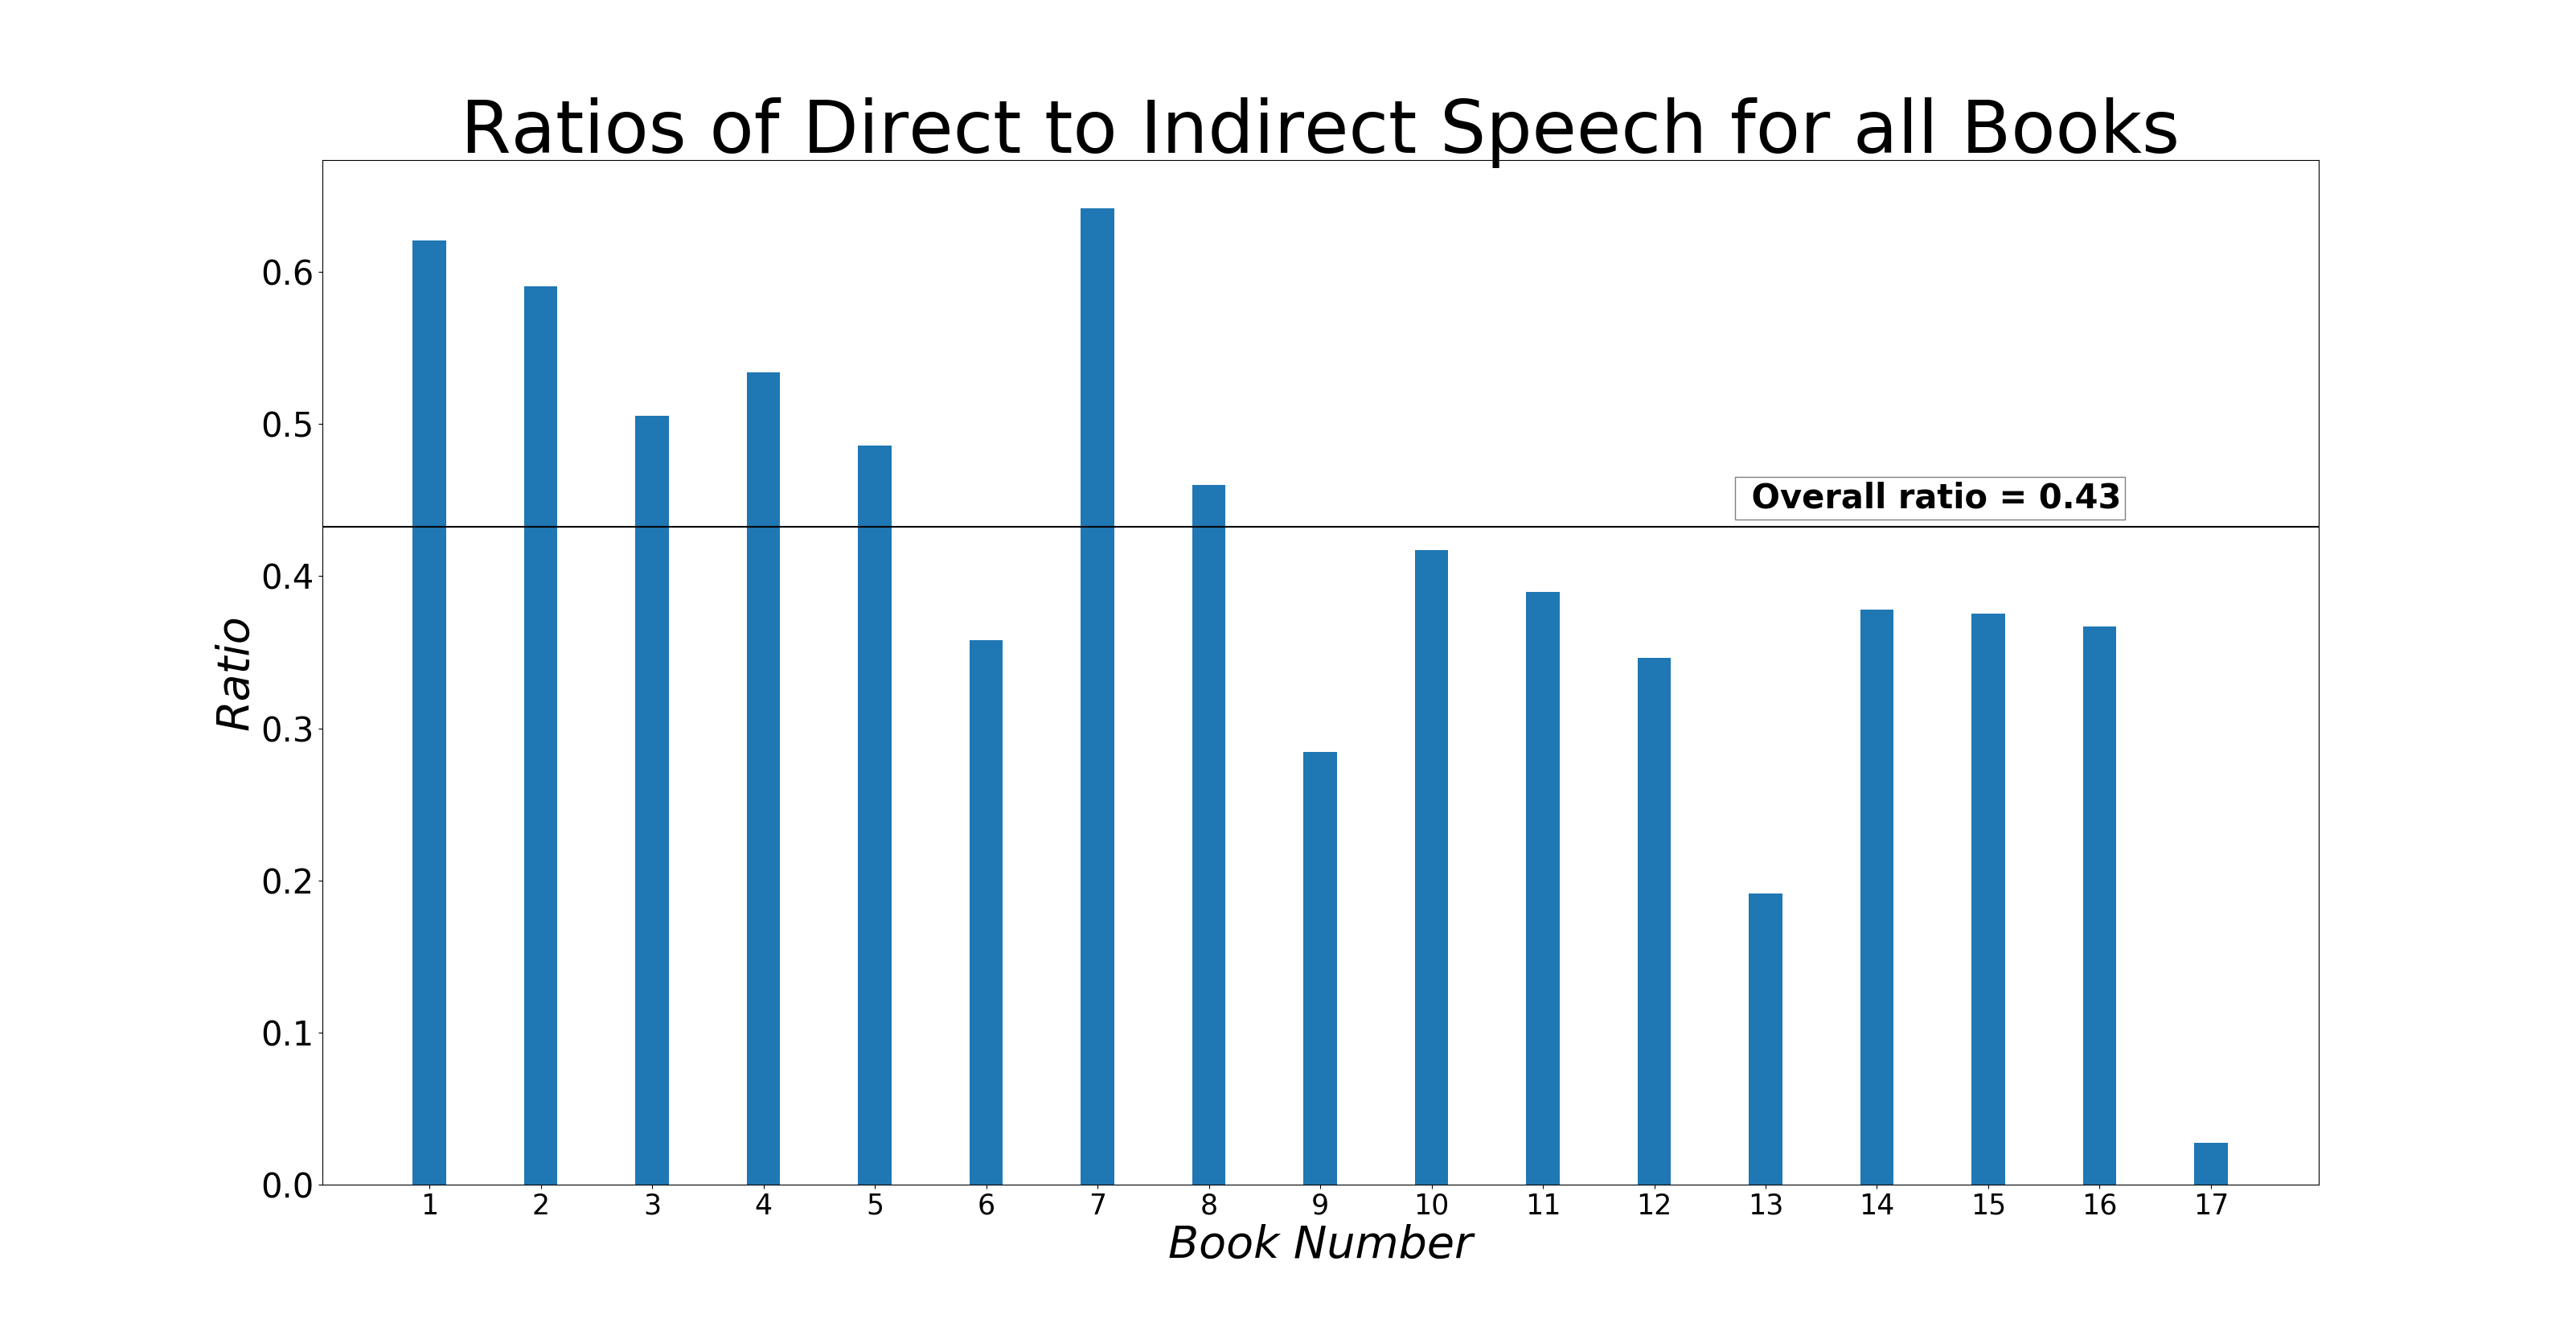 Ratios of Direct to Indirect Speech for all Books
0.6
0.5
Overall ratio = 0.43
0.4
Ratio
0.3
0.2
0.1
0.0
1 2 3 4 5 6 7 8 9 10 11 12 13 14 15 16 17
Book Number